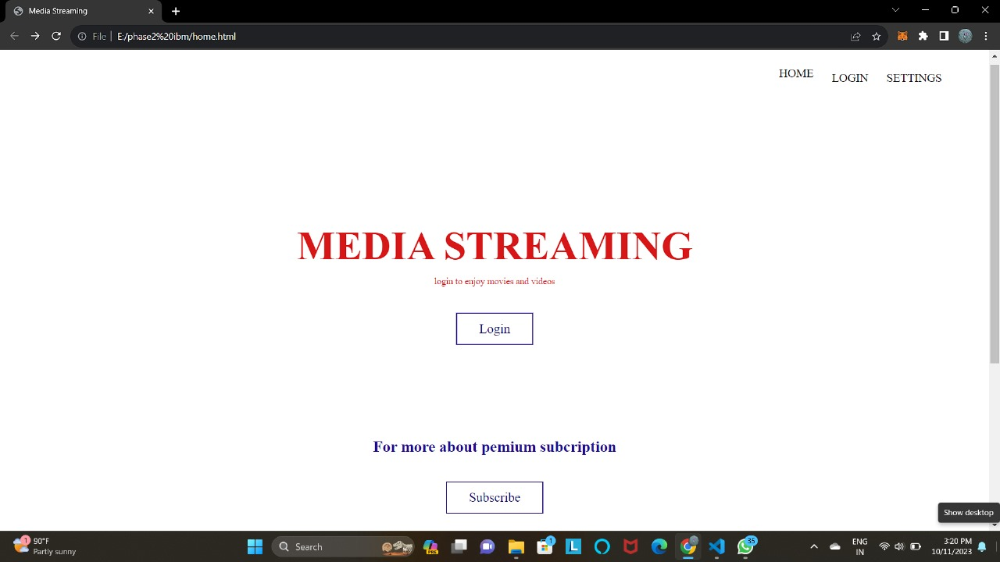 Media Streaming
File
E:/phase2%20ibm/home.html
HOME LOGIN SETTINGS
MEDIA STREAMING
login to enjoy movies and videos
Login
For more about pemium subcription
Subscribe
Show desktop
1
90°F
Partly sunny
Search
PRE
1
L
35
ENG
IN
3:20 PM
10/11/2023